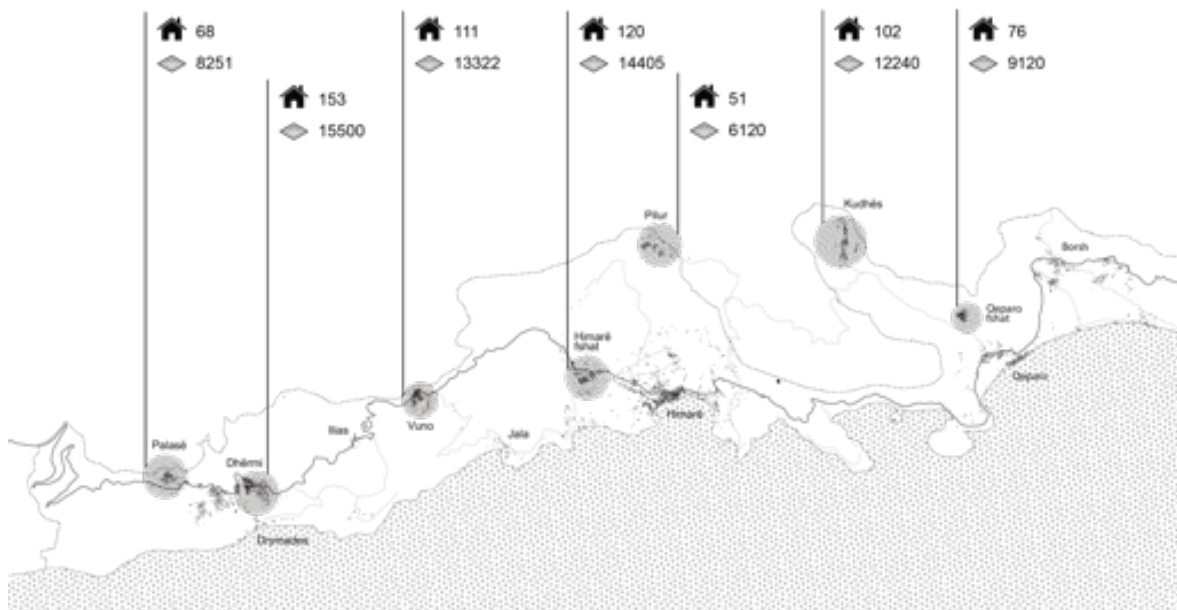 68
8251
153
15500
111
13322
120
14405
51
6120
102
12240
76
9120
Kudhës
Pilur
Borsh
Qeparo
fshat
Himarë
fshat
Qeparo
Himarë
Vuno
Ilias
Jala
Palasë
Dhërmi
Drymades